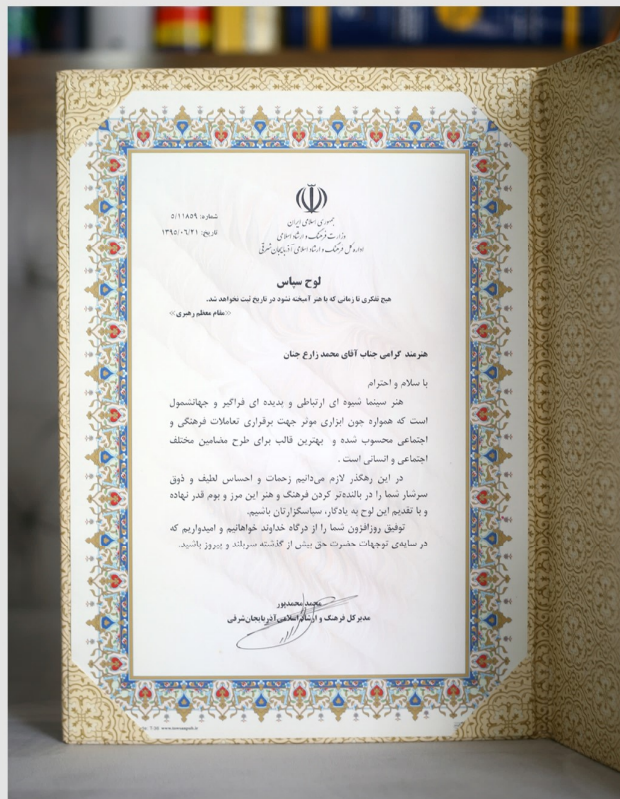 جمهوری اسلامی ایران
وزارت فرهنگ و ارشاد اسلامی
اداره کل فرهنگ و ارشاد اسلامی آذربایجان شرقی
شماره: ۵/۱۱۸۵۹
تاریخ: ۱۳۹۵/۰۶/۲۱
لوح سپاس
هیچ تفکری تا زمانی که با هنر آمیخته نشود در تاریخ ثبت نخواهد شد.
«مقام معظم رهبری»
هنرمند گرامی جناب آقای محمد زارع جنان
با سلام و احترام
هنر سینما شیوه ای ارتباطی و پدیده ای فراگیر و جهانشمول
است که همواره چون ابزاری موثر جهت برقراری تعاملات فرهنگی و
اجتماعی محسوب شده و بهترین قالب برای طرح مضامین مختلف
اجتماعی و انسانی است .
در این رهگذر لازم می‌دانیم زحمات و احساس لطیف و ذوق
سرشار شما را در بالنده‌تر کردن فرهنگ و هنر این مرز و بوم قدر نهاده
و با تقدیم این لوح به یادگار، سپاسگزارتان باشیم.
توفیق روزافزون شما را از درگاه خداوند خواهانیم و امیدواریم که
در سایه‌ی توجهات حضرت حق بیش از گذشته سربلند و پیروز باشید.
محمد محمدپور
مدیرکل فرهنگ و ارشاد اسلامی آذربایجان‌شرقی